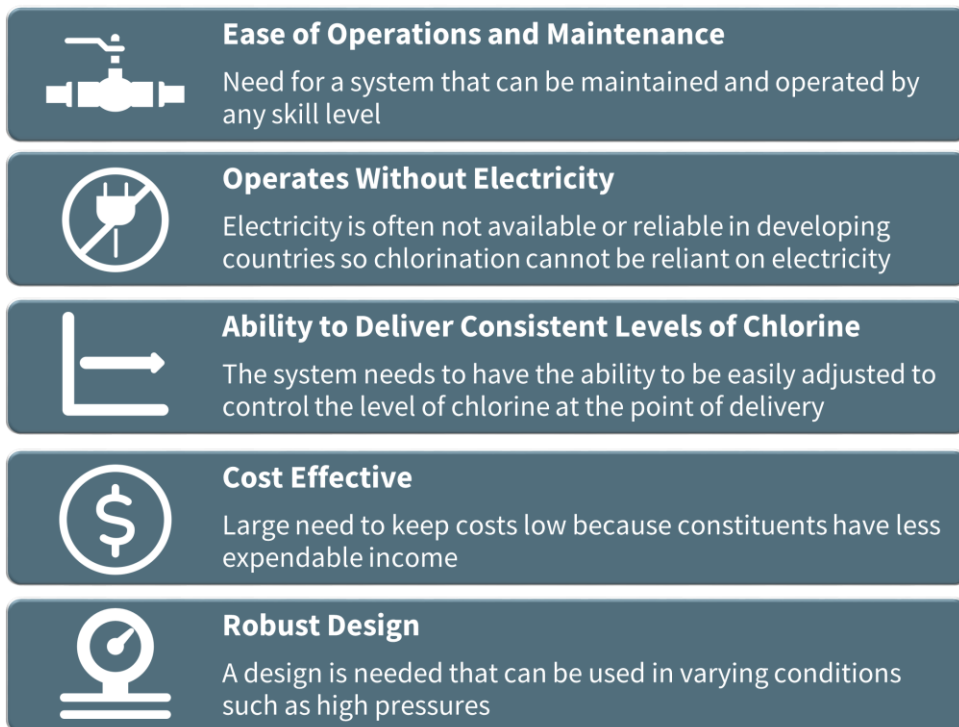 Ease of Operations and Maintenance
Need for a system that can be maintained and operated by
any skill level
Operates Without Electricity
Electricity is often not available or reliable in developing
countries so chlorination cannot be reliant on electricity
Ability to Deliver Consistent Levels of Chlorine
The system needs to have the ability to be easily adjusted to
control the level of chlorine at the point of delivery
Cost Effective
Large need to keep costs low because constituents have less
expendable income
Robust Design
A design is needed that can be used in varying conditions
such as high pressures